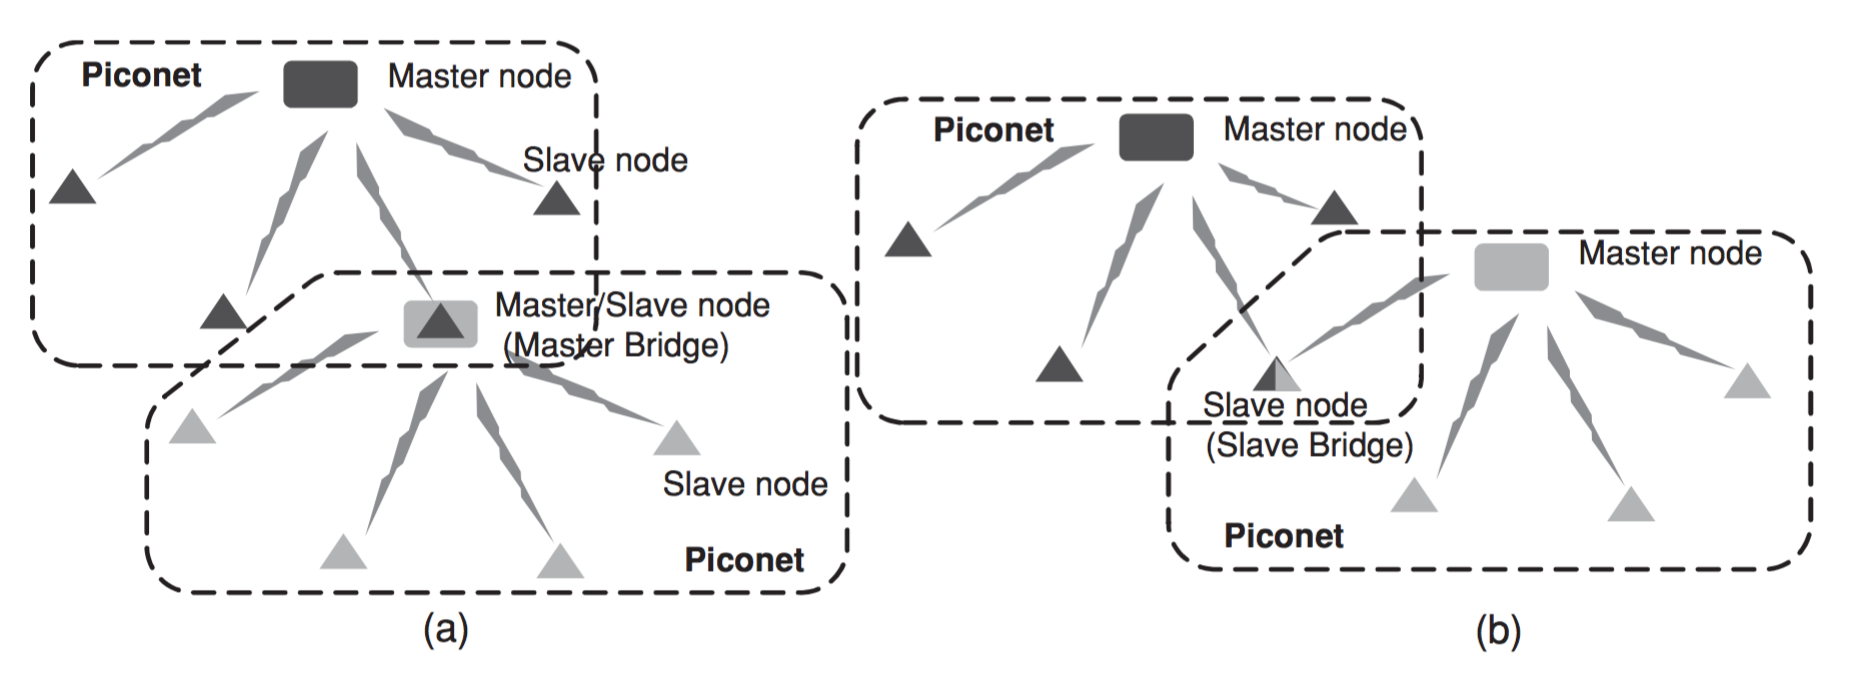 Piconet
Master node
Slave node
Master/Slave node
(Master Bridge)
Slave node
Piconet
(a)
Piconet
Master node
Master node
Slave node
(Slave Bridge)
Piconet
(b)